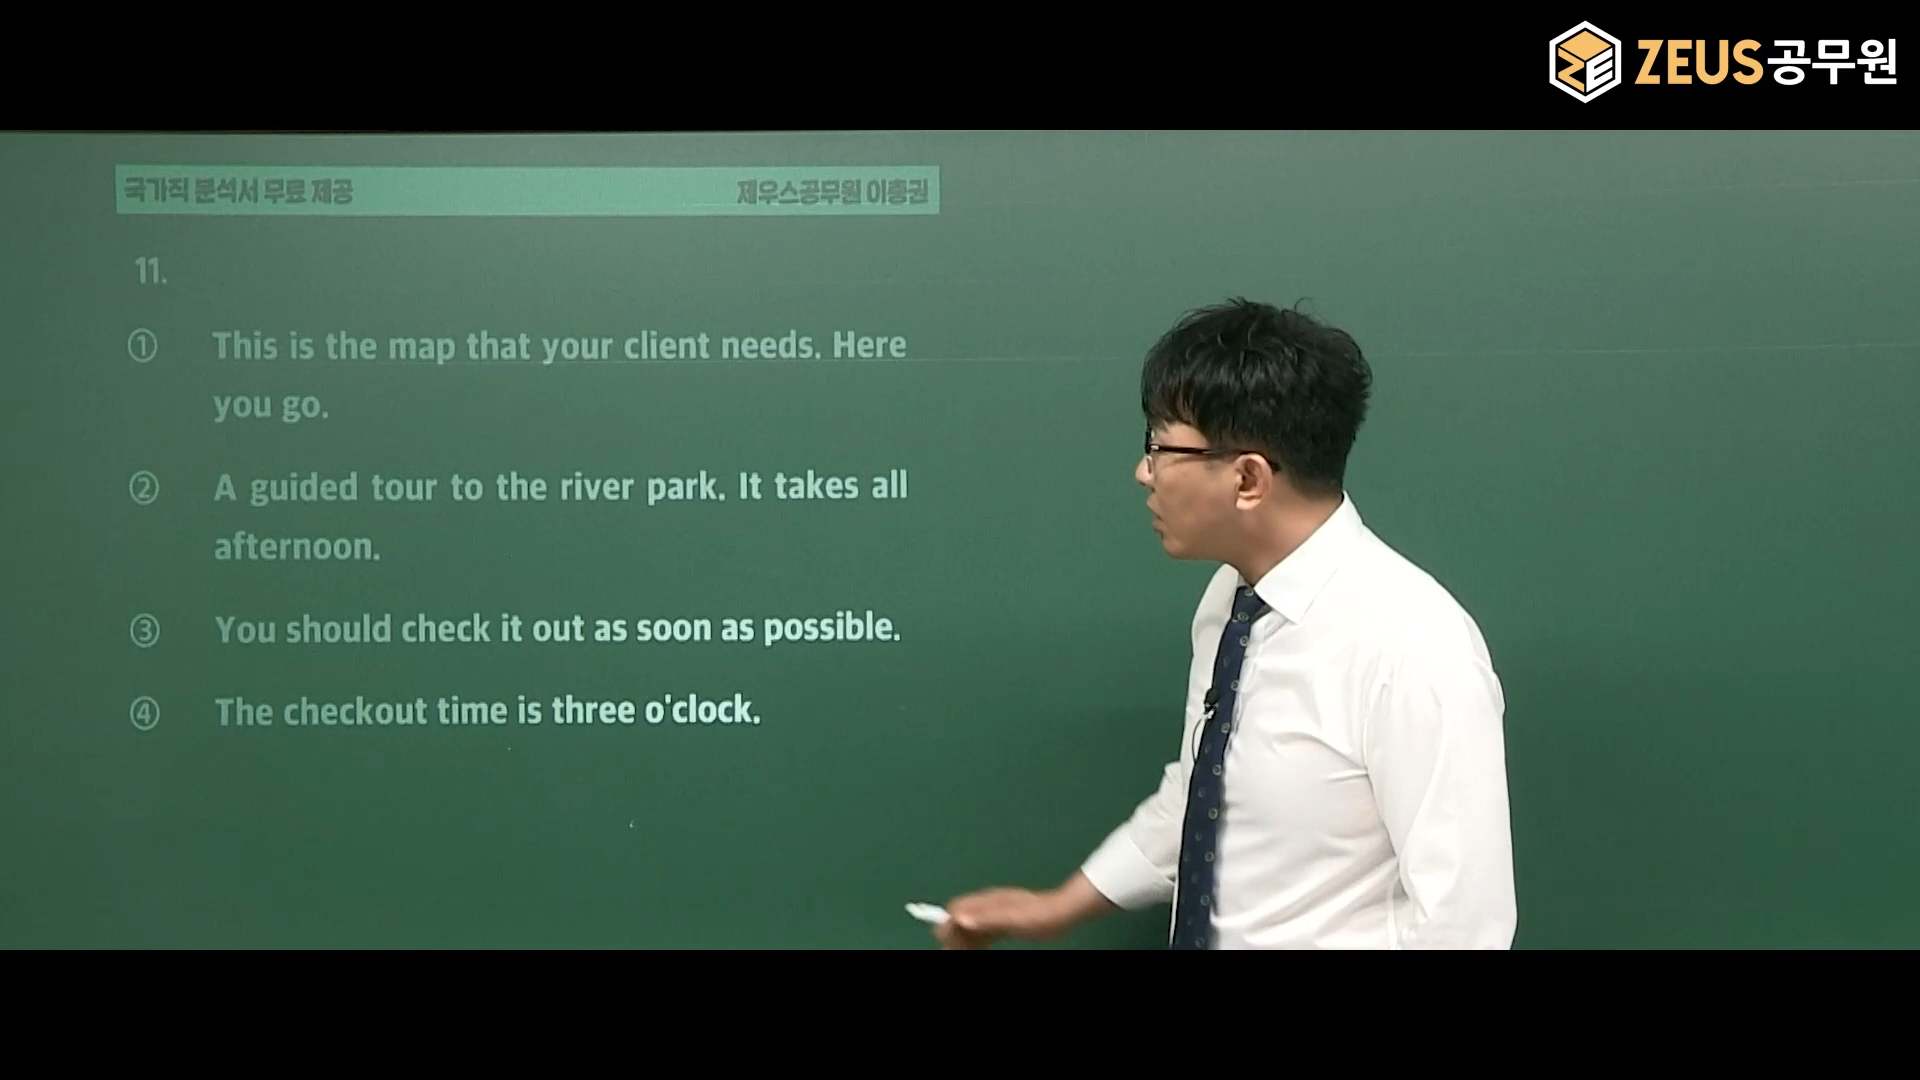 ZEUS공무원
국가직 분석서 무료 제공 제우스공무원 이충권
11.
① This is the map that your client needs. Here
you go.
② A guided tour to the river park. It takes all
afternoon.
③ You should check it out as soon as possible.
④ The checkout time is three o'clock.